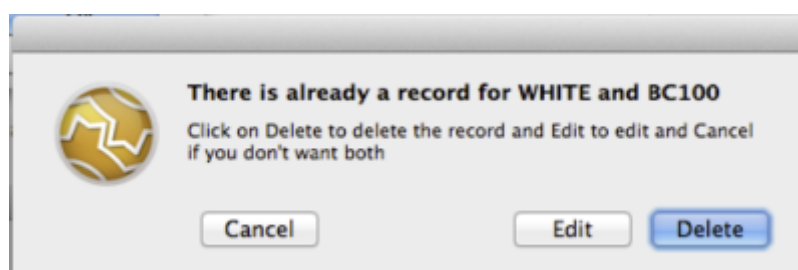 There is already a record for WHITE and BC100
Click on Delete to delete the record and Edit to edit and Cancel
if you don't want both
Cancel
Edit
Delete